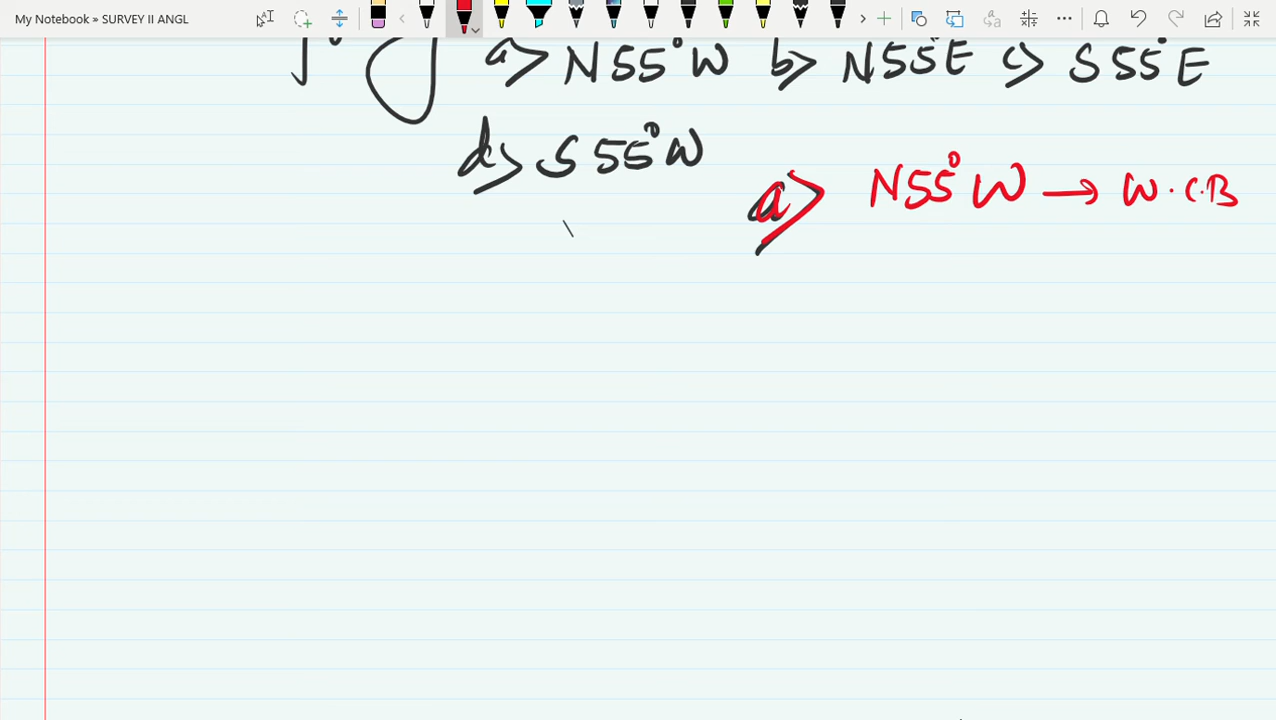 My Notebook » SURVEY II ANGL
a> N55°W b> N55°E c> S55°E
d> S55°W
a> N55°W → W.C.B